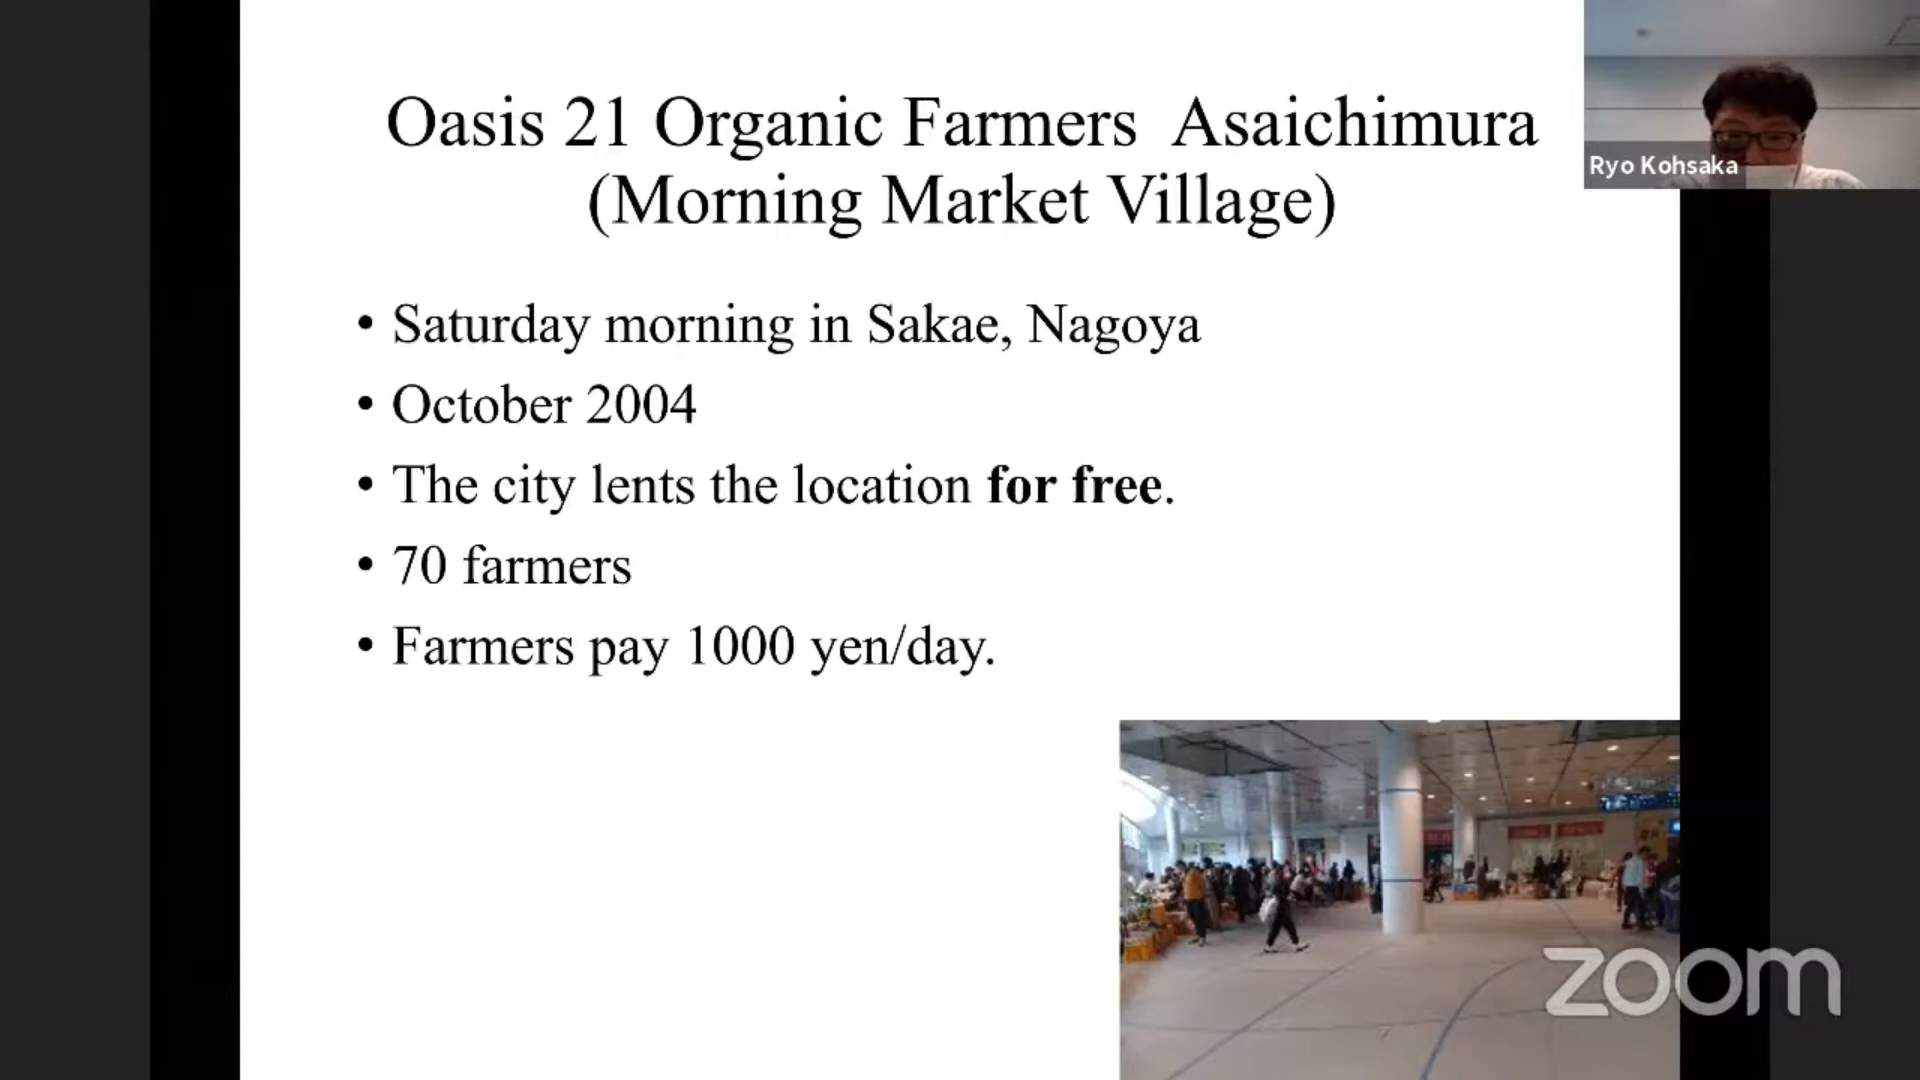 Oasis 21 Organic Farmers Asaichimura
(Morning Market Village)
Ryo Kohsaka
• Saturday morning in Sakae, Nagoya
• October 2004
• The city lents the location for free.
• 70 farmers
• Farmers pay 1000 yen/day.
zoom